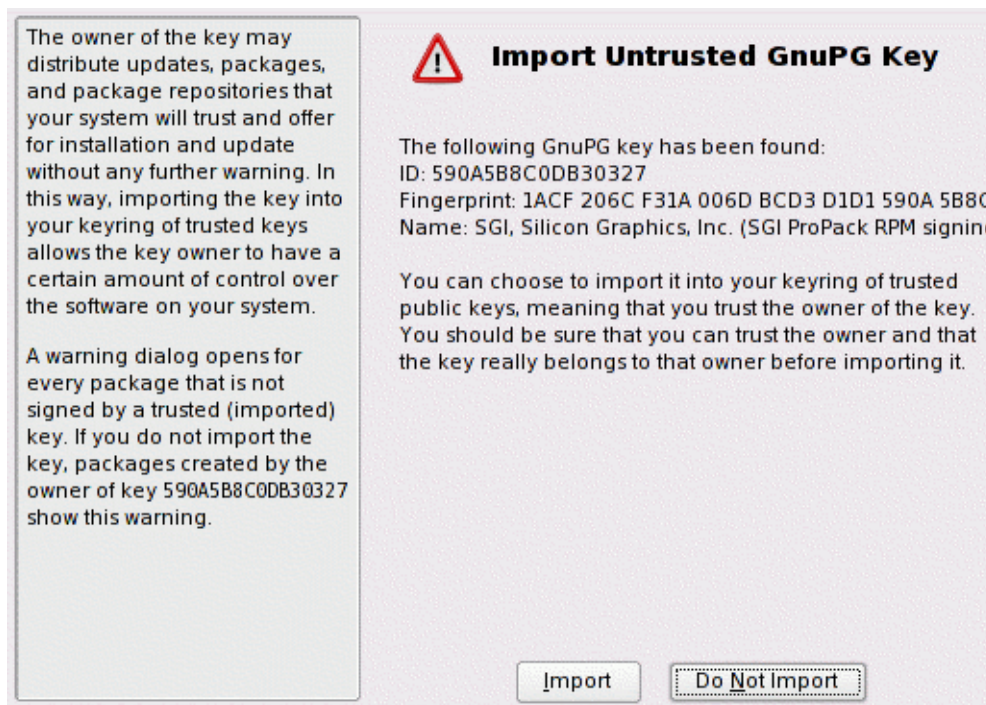 The owner of the key may
distribute updates, packages,
and package repositories that
your system will trust and offer
for installation and update
without any further warning. In
this way, importing the key into
your keyring of trusted keys
allows the key owner to have a
certain amount of control over
the software on your system.
A warning dialog opens for
every package that is not
signed by a trusted (imported)
key. If you do not import the
key, packages created by the
owner of key 590A5B8C0DB30327
show this warning.
Import Untrusted GnuPG Key
The following GnuPG key has been found:
ID: 590A5B8C0DB30327
Fingerprint: 1ACF 206C F31A 006D BCD3 D1D1 590A 5B8C
Name: SGI, Silicon Graphics, Inc. (SGI ProPack RPM signin
You can choose to import it into your keyring of trusted
public keys, meaning that you trust the owner of the key.
You should be sure that you can trust the owner and that
the key really belongs to that owner before importing it.
Import
Do Not Import